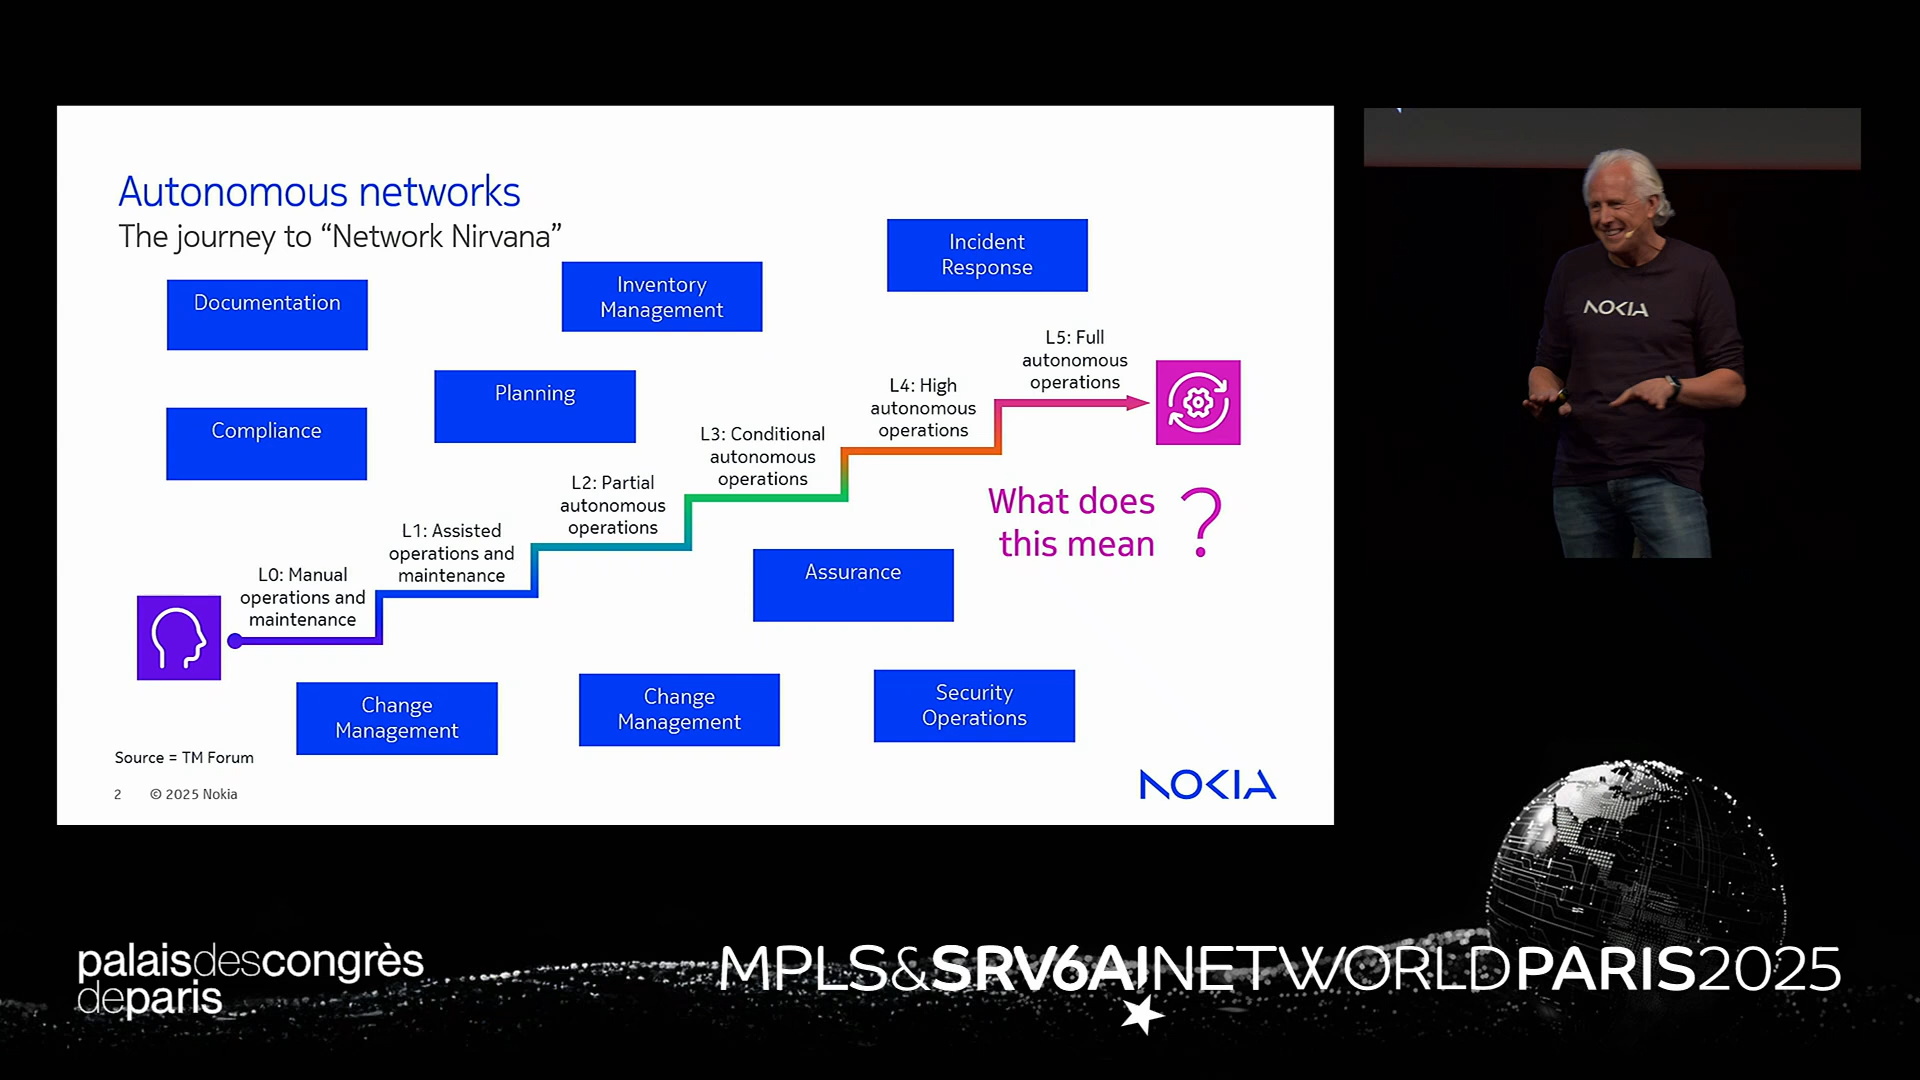 Autonomous networks
The journey to “Network Nirvana”
Documentation
Inventory
Management
Incident
Response
Compliance
Planning
L5: Full
autonomous
operations
L4: High
autonomous
operations
L3: Conditional
autonomous
operations
L2: Partial
autonomous
operations
L1: Assisted
operations and
maintenance
L0: Manual
operations and
maintenance
What does
this mean ?
Assurance
Change
Management
Change
Management
Security
Operations
Source = TM Forum
2 © 2025 Nokia
NOKIA
NOKIA
palaisdescongrès
deparis
MPLS&SRV6AINETWORLDPARIS2025